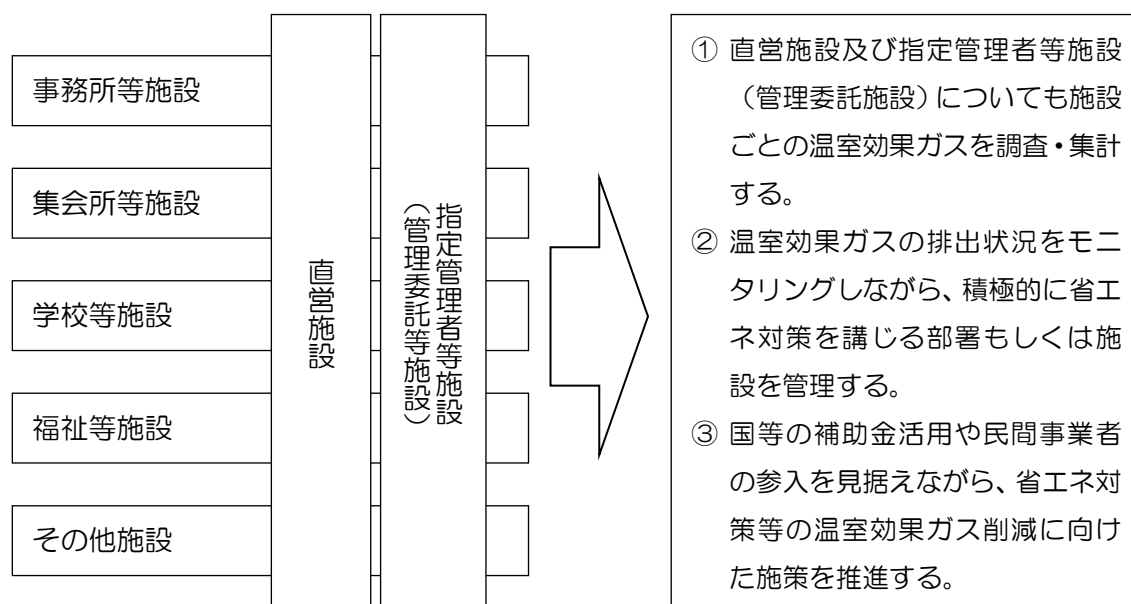 事務所等施設
集会所等施設
学校等施設
福祉等施設
その他施設
直営施設
指定管理者等施設
（管理委託等施設）
① 直営施設及び指定管理者等施設
（管理委託施設）についても施設
ごとの温室効果ガスを調査・集計
する。
② 温室効果ガスの排出状況をモニ
タリングしながら、積極的に省エ
ネ対策を講じる部署もしくは施
設を管理する。
③ 国等の補助金活用や民間事業者
の参入を見据えながら、省エネ対
策等の温室効果ガス削減に向け
た施策を推進する。